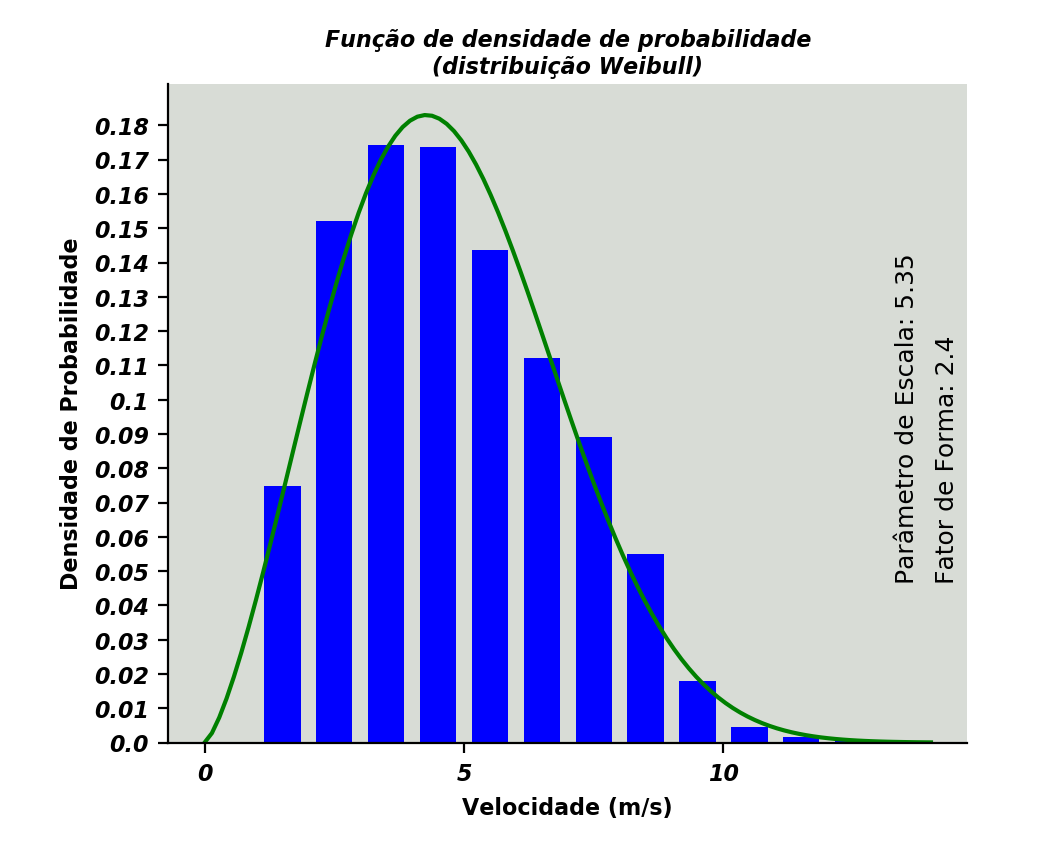 Função de densidade de probabilidade
(distribuição Weibull)
0.18
0.17
0.16
0.15
0.14
0.13
0.12
0.11
0.1
0.09
0.08
0.07
0.06
0.05
0.04
0.03
0.02
0.01
0.0
Densidade de Probabilidade
Parâmetro de Escala: 5.35
Fator de Forma: 2.4
0 5 10
Velocidade (m/s)